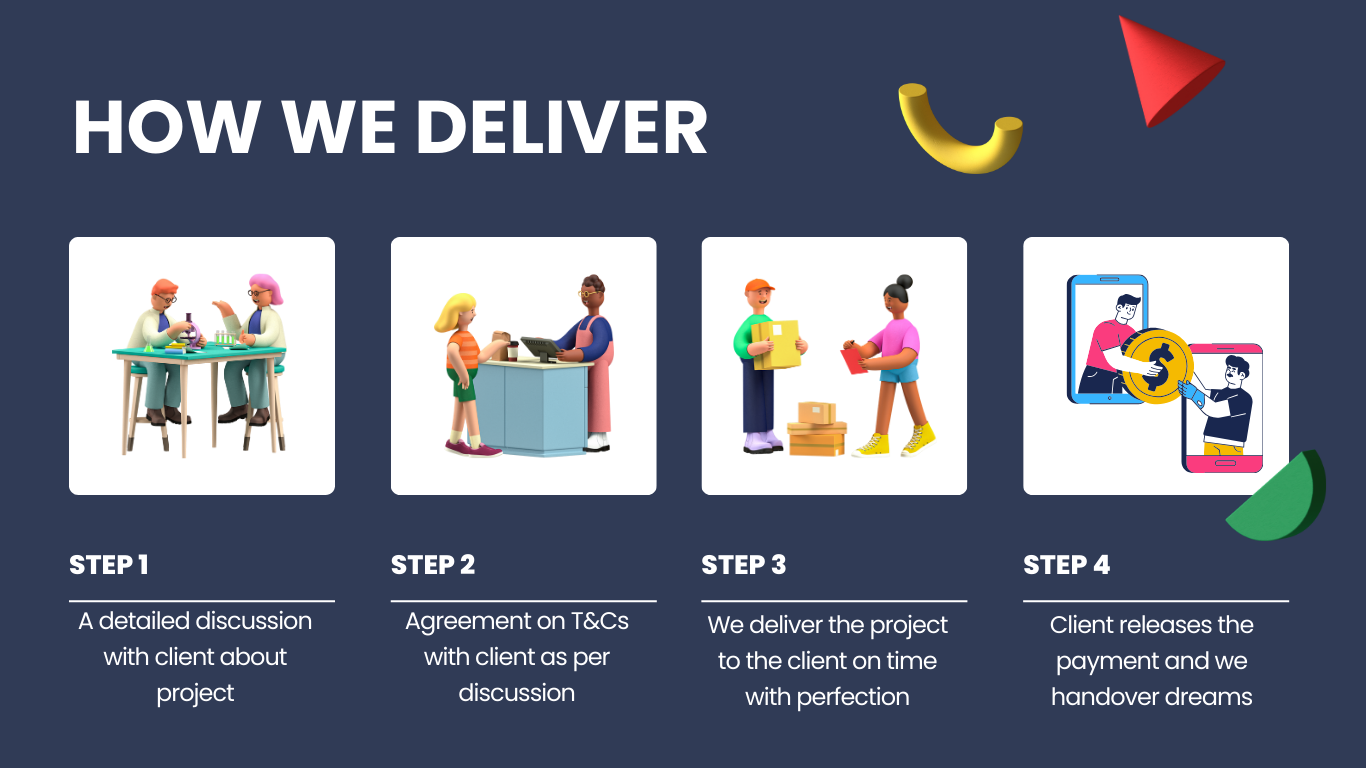 HOW WE DELIVER
STEP 1
A detailed discussion
with client about
project
STEP 2
Agreement on T&Cs
with client as per
discussion
STEP 3
We deliver the project
to the client on time
with perfection
STEP 4
Client releases the
payment and we
handover dreams